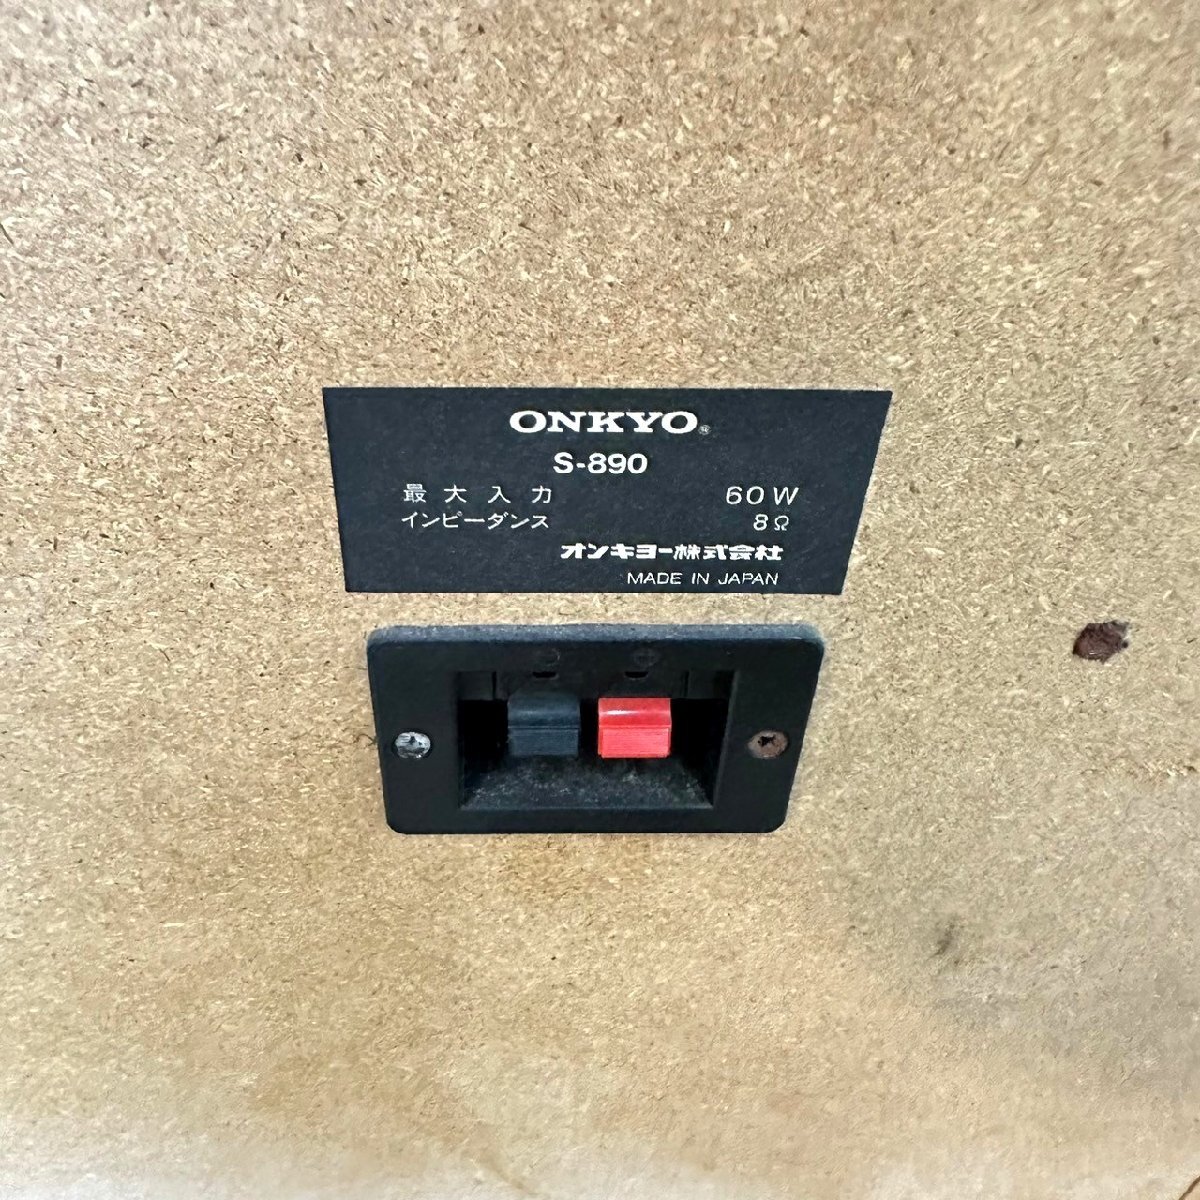 ONKYO®
S-890
最大入力 60W
インピーダンス 8Ω
オンキヨー株式会社
MADE IN JAPAN